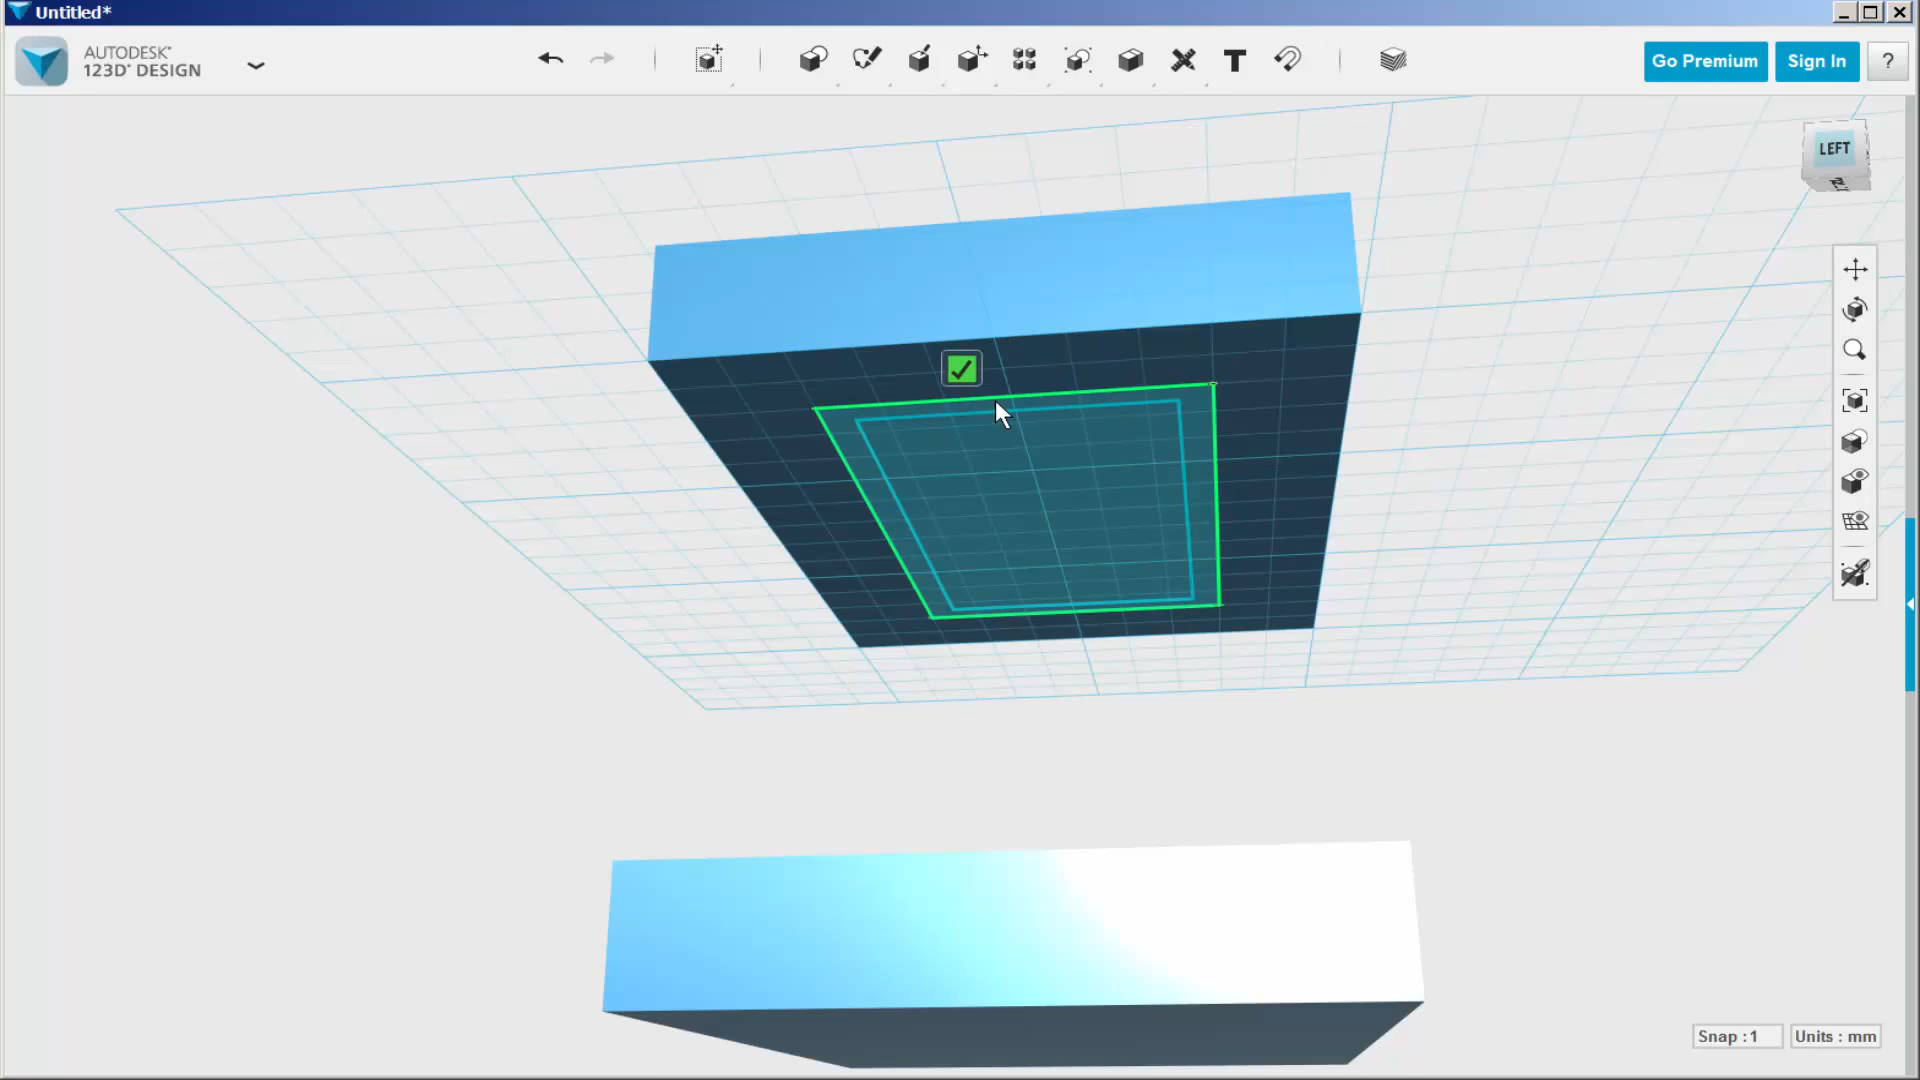 Untitled*
AUTODESK®
123D® DESIGN
T
Go Premium
Sign In
?
LEFT
Snap : 1
Units : mm